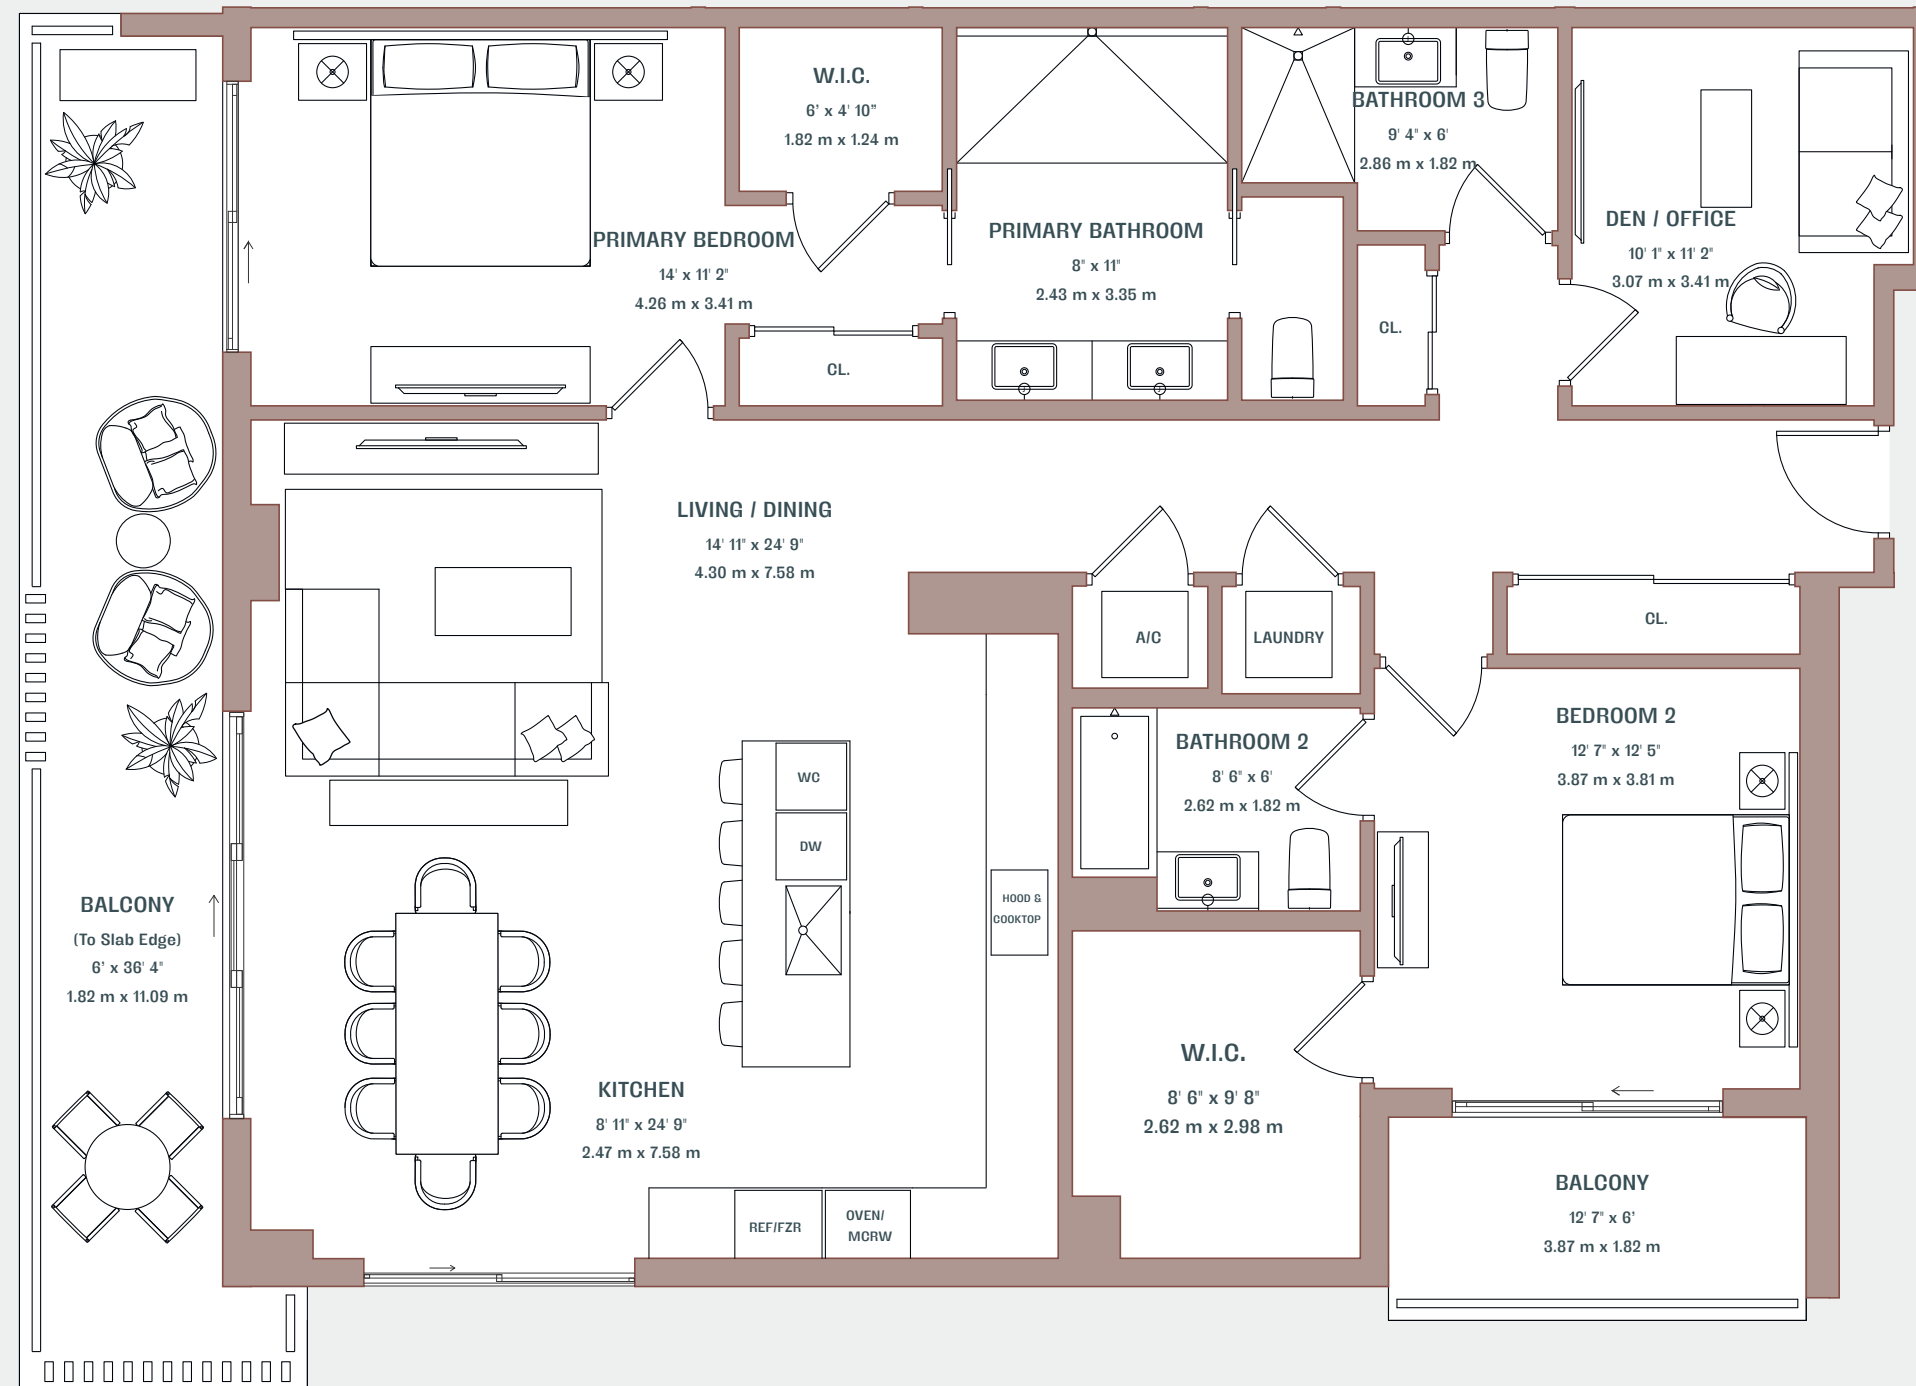 W.I.C.
6’ x 4' 10”
1.82 m x 1.24 m
BATHROOM 3
9' 4" x 6'
2.86 m x 1.82 m
DEN / OFFICE
10' 1" x 11' 2"
3.07 m x 3.41 m
PRIMARY BEDROOM
14' x 11' 2"
4.26 m x 3.41 m
PRIMARY BATHROOM
8" x 11"
2.43 m x 3.35 m
CL.
CL.
LIVING / DINING
14' 11" x 24' 9"
4.30 m x 7.58 m
A/C
LAUNDRY
CL.
BATHROOM 2
8' 6" x 6'
2.62 m x 1.82 m
BEDROOM 2
12' 7" x 12' 5"
3.87 m x 3.81 m
WC
DW
HOOD &
COOKTOP
BALCONY
(To Slab Edge)
6’ x 36' 4"
1.82 m x 11.09 m
KITCHEN
8' 11" x 24' 9"
2.47 m x 7.58 m
W.I.C.
8' 6" x 9' 8"
2.62 m x 2.98 m
REF/FZR
OVEN/
MCRW
BALCONY
12' 7" x 6’
3.87 m x 1.82 m